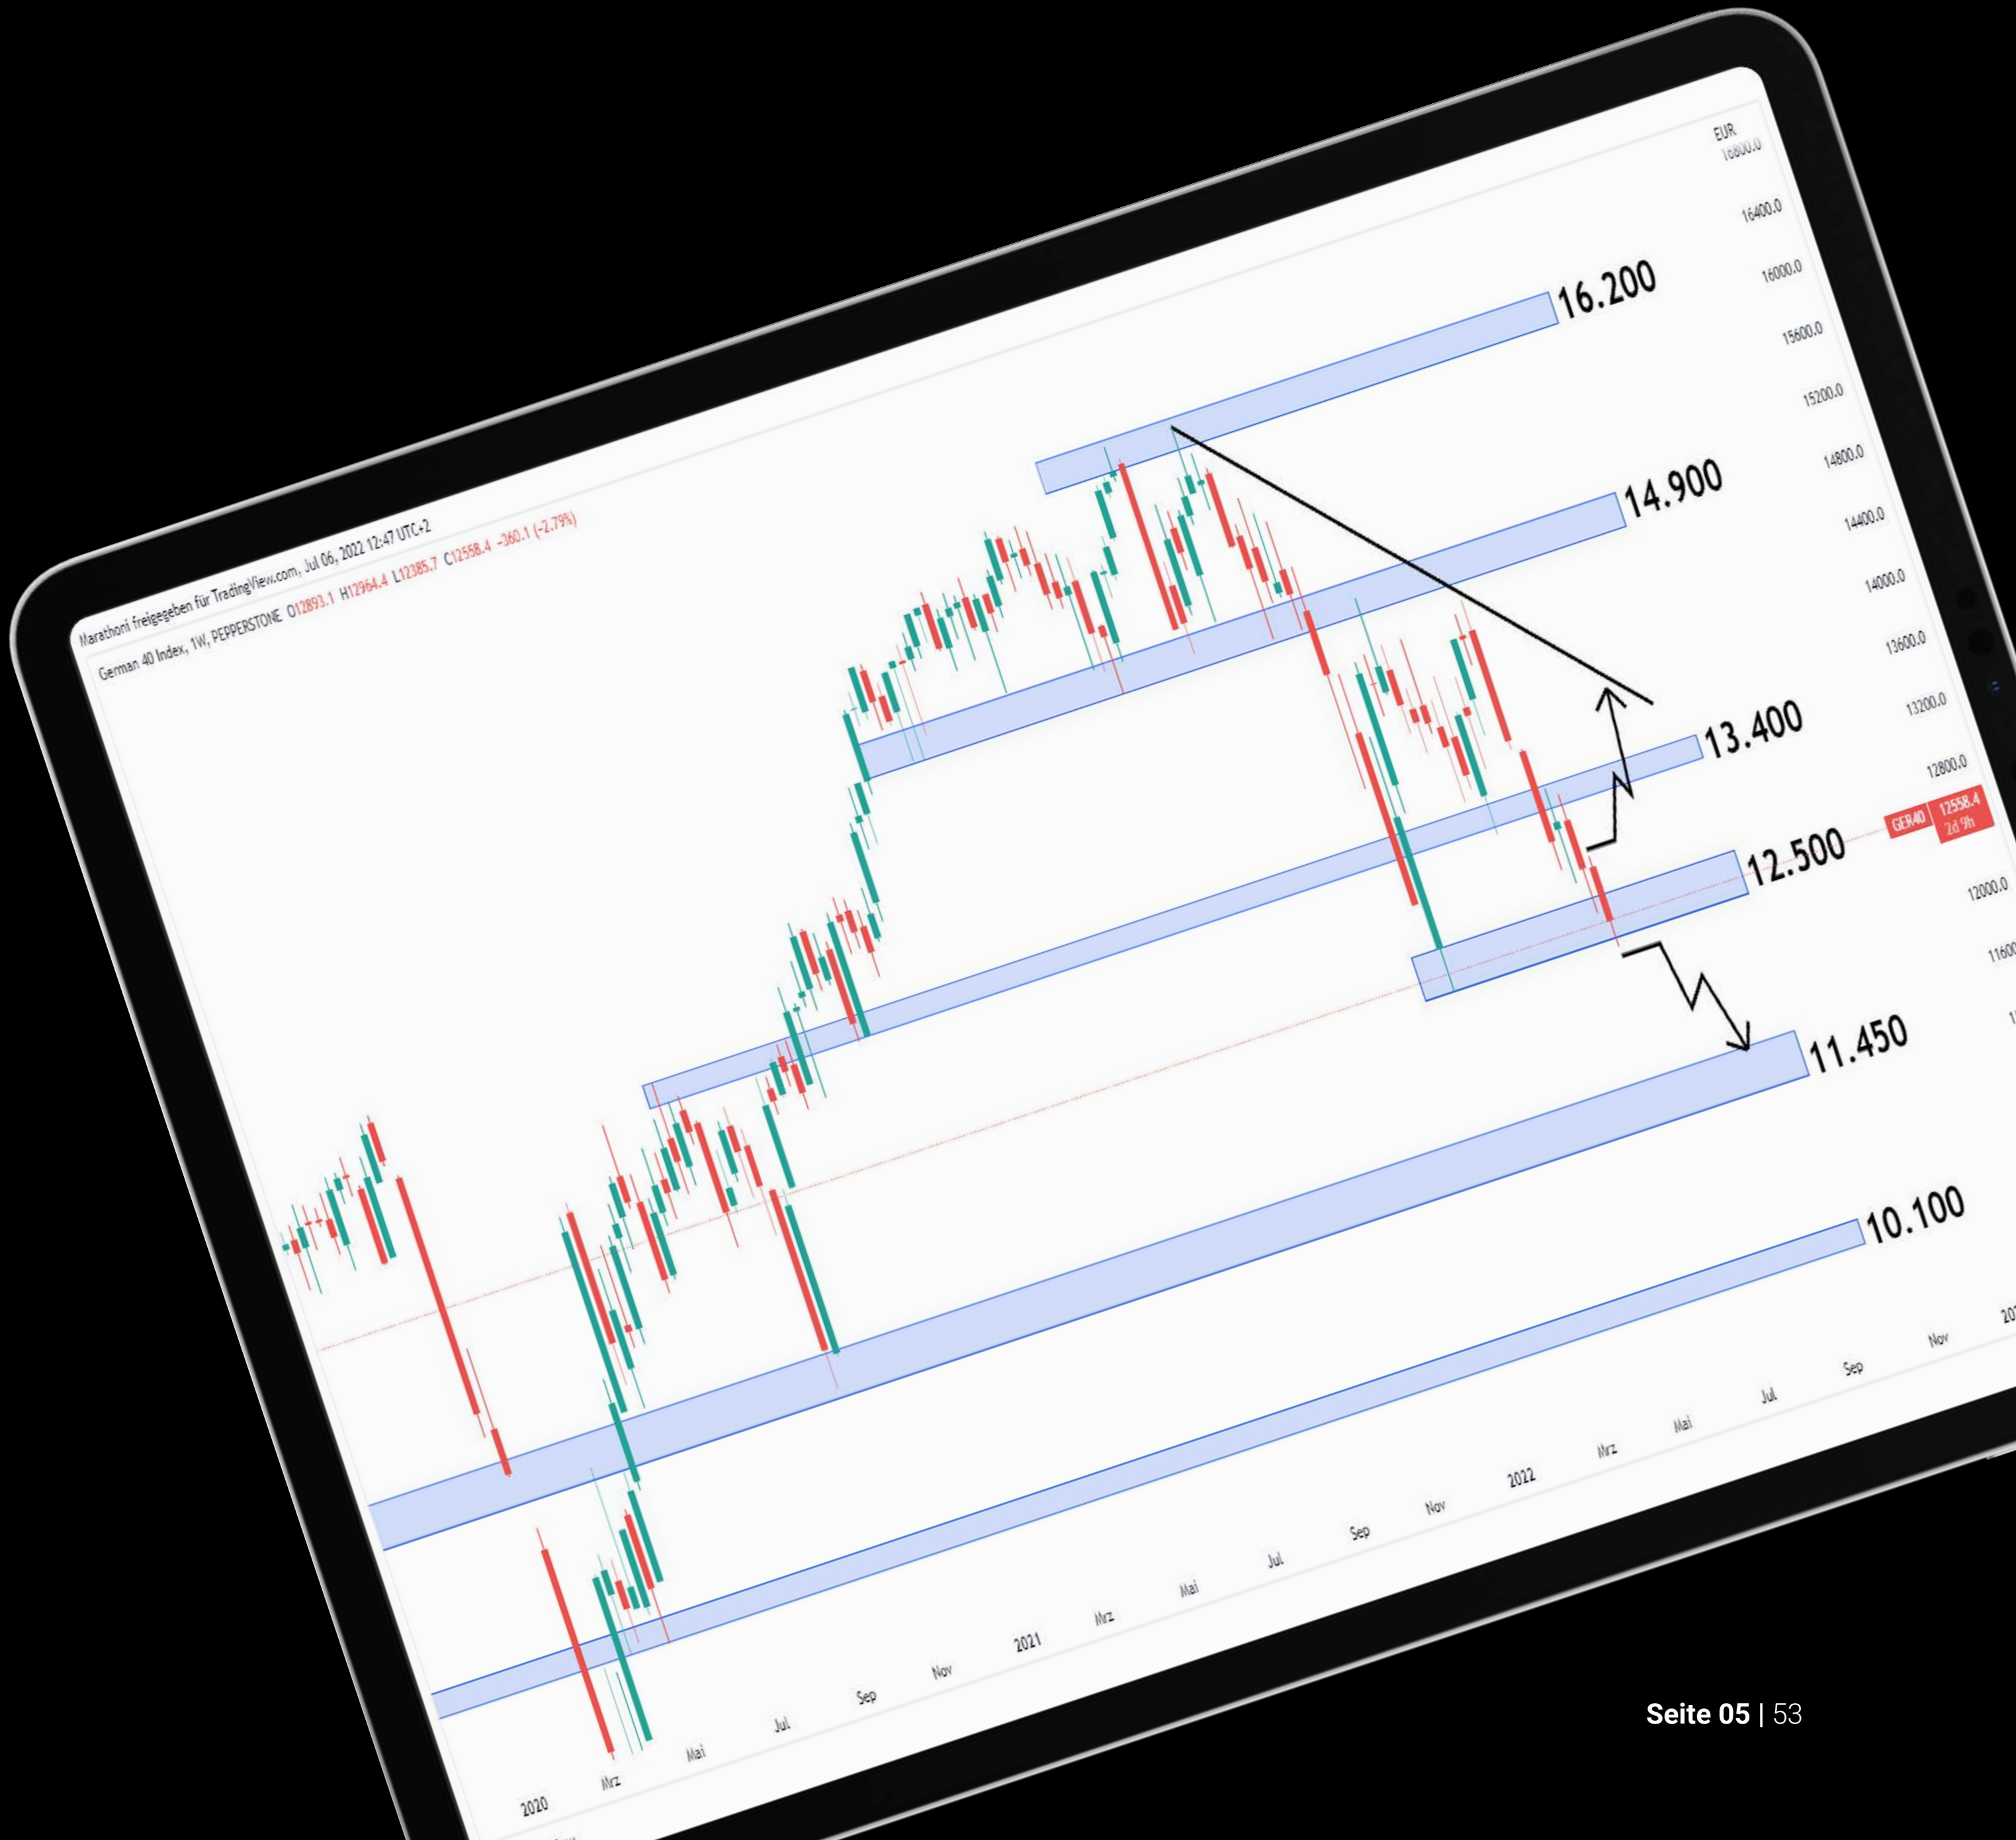 Marathoni freigegeben für TradingView.com, Jul 06, 2022 12:47 UTC+2
German 40 Index, 1W, PEPPERSTONE O12893.1 H12964.4 L12385.7 C12558.4 −360.1 (−2.79%)
EUR
16800.0
16400.0
16000.0
15600.0
15200.0
14800.0
14400.0
14000.0
13600.0
13200.0
12800.0
GER40 12558.4
2d 9h
12000.0
16.200
14.900
13.400
12.500
11.450
10.100
2020
Mrz
Mai
Jul
Sep
Nov
2021
Mrz
Mai
Jul
Sep
Nov
2022
Mrz
Mai
Jul
Sep
Nov
Seite 05 | 53